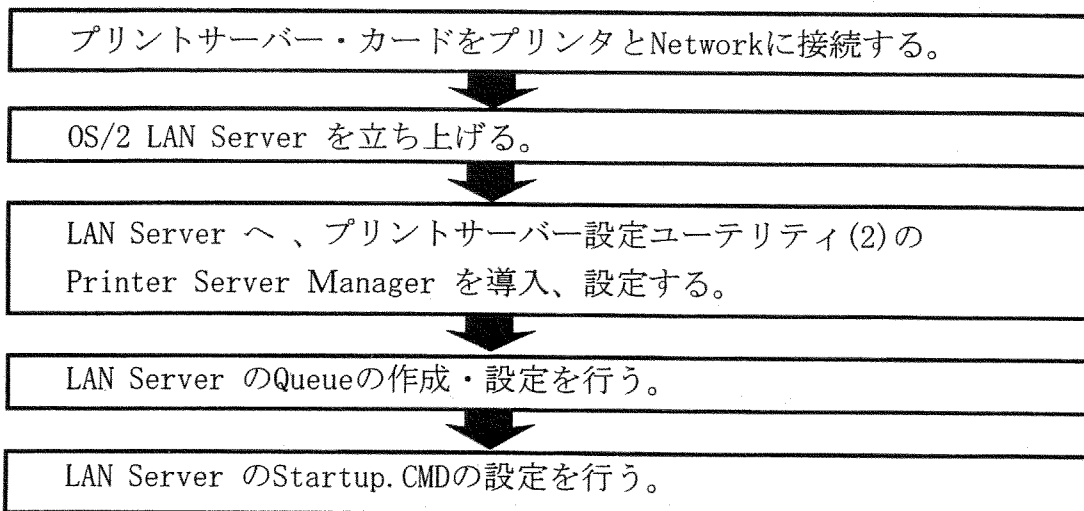 プリントサーバー・カードをプリンタとNetworkに接続する。
OS/2 LAN Server を立ち上げる。
LAN Server へ 、プリントサーバー設定ユーテリティ(2)の
Printer Server Manager を導入、設定する。
LAN Server のQueueの作成・設定を行う。
LAN Server のStartup.CMDの設定を行う。